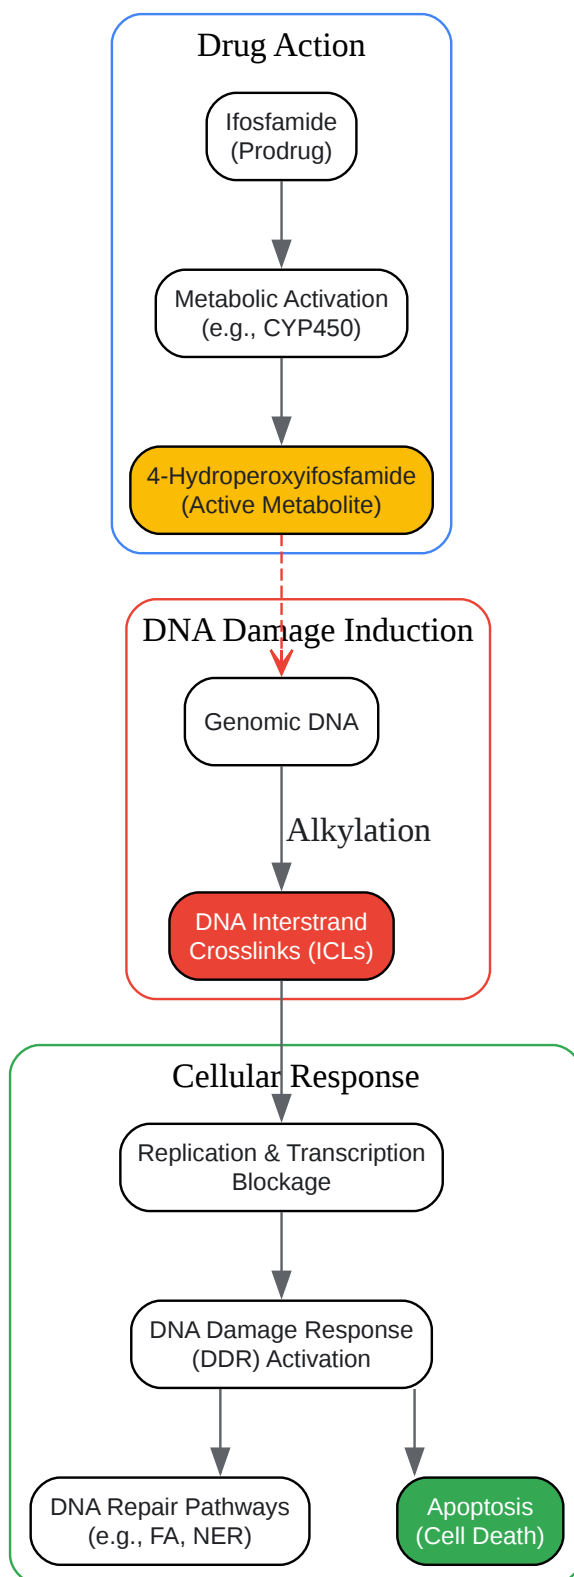 Drug Action
Ifosfamide
(Prodrug)
Metabolic Activation
(e.g., CYP450)
4-Hydroperoxyifosfamide
(Active Metabolite)
DNA Damage Induction
Genomic DNA
Alkylation
DNA Interstrand
Crosslinks (ICLs)
Cellular Response
Replication & Transcription
Blockage
DNA Damage Response
(DDR) Activation
DNA Repair Pathways
(e.g., FA, NER)
Apoptosis
(Cell Death)